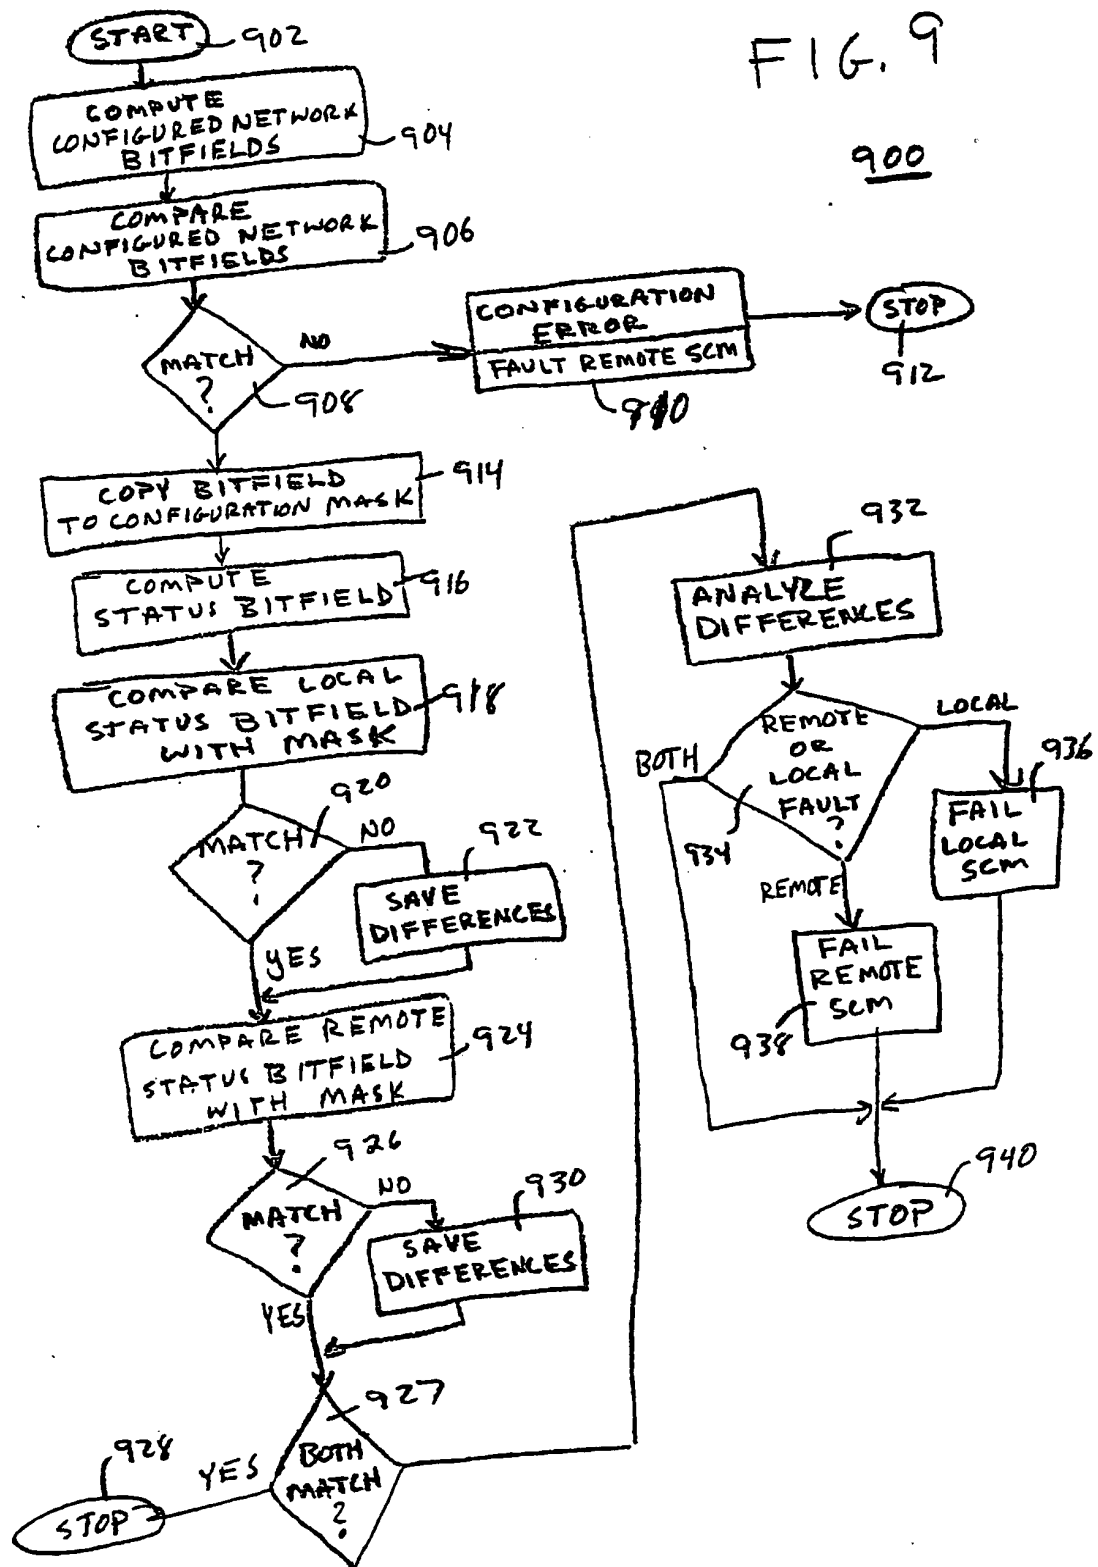 FIG. 9
900
START
902
COMPUTE
CONFIGURED NETWORK
BITFIELDS
904
COMPARE
CONFIGURED NETWORK
BITFIELDS
906
MATCH
?
908
NO
CONFIGURATION
ERROR
FAULT REMOTE SCM
STOP
912
COPY BITFIELD
TO CONFIGURATION MASK
914
COMPUTE
STATUS BITFIELD
916
COMPARE LOCAL
STATUS BITFIELD
WITH MASK
918
MATCH
?
920
NO
SAVE
DIFFERENCES
922
YES
COMPARE REMOTE
STATUS BITFIELD
WITH MASK
924
MATCH
?
926
NO
SAVE
DIFFERENCES
930
YES
BOTH
MATCH
?
927
YES
STOP
928
ANALYZE
DIFFERENCES
932
REMOTE
OR
LOCAL
FAULT
?
934
BOTH
LOCAL
FAIL
LOCAL
SCM
936
REMOTE
FAIL
REMOTE
SCM
938
STOP
940